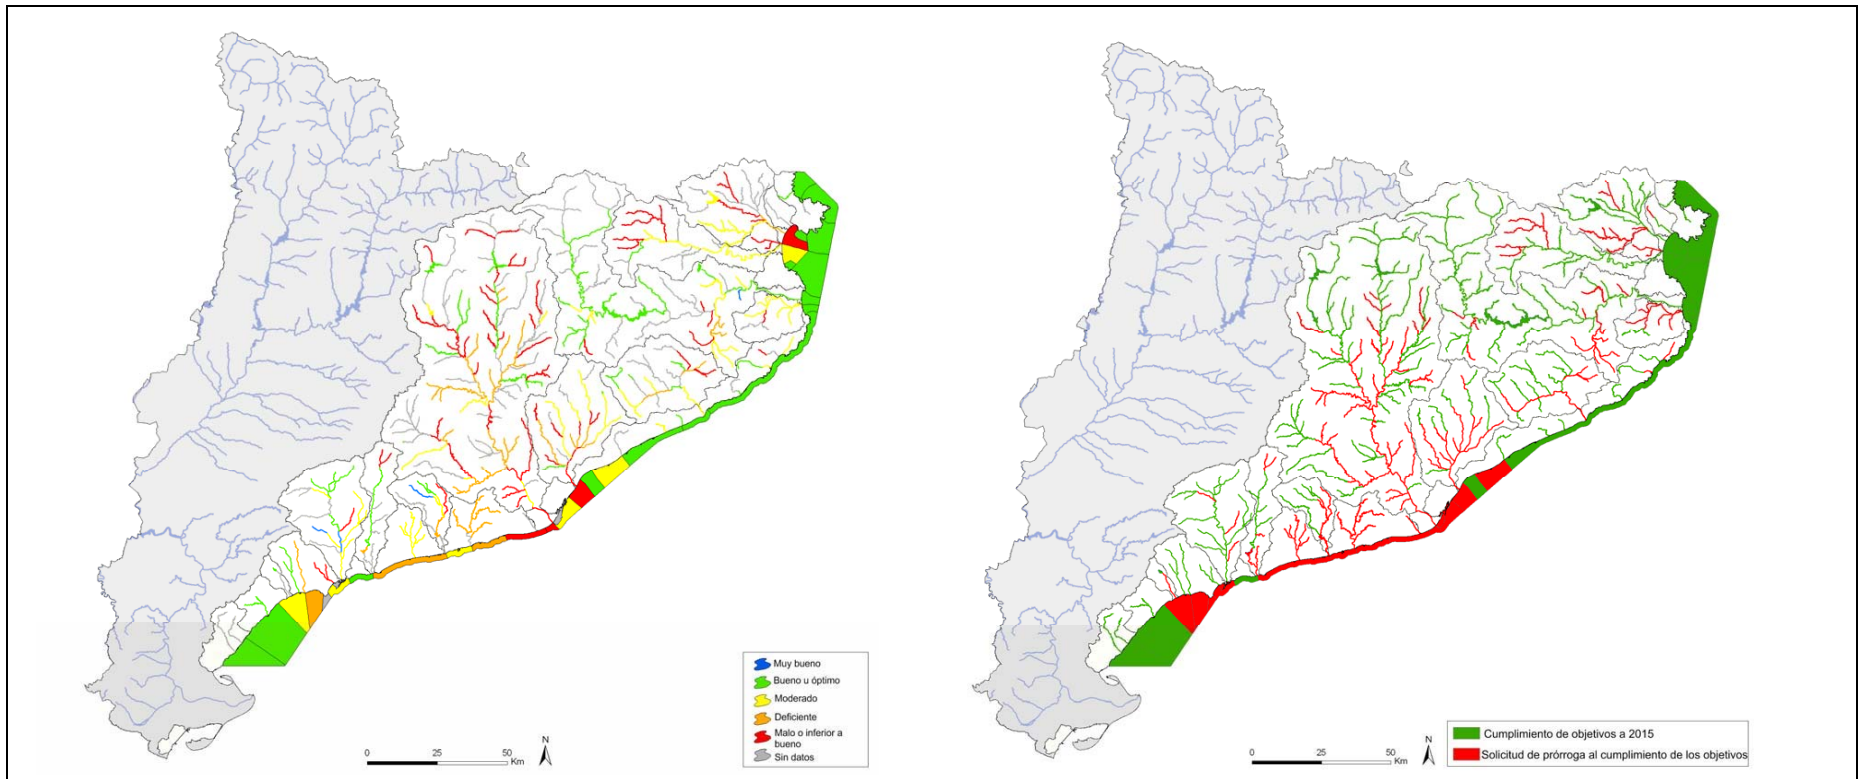 Muy bueno
Bueno u óptimo
Moderado
Deficiente
Malo o inferior a
bueno
Sin datos
0 25 50
Km
N
Cumplimiento de objetivos a 2015
Solicitud de prórroga al cumplimiento de los objetivos
0 25 50
Km
N